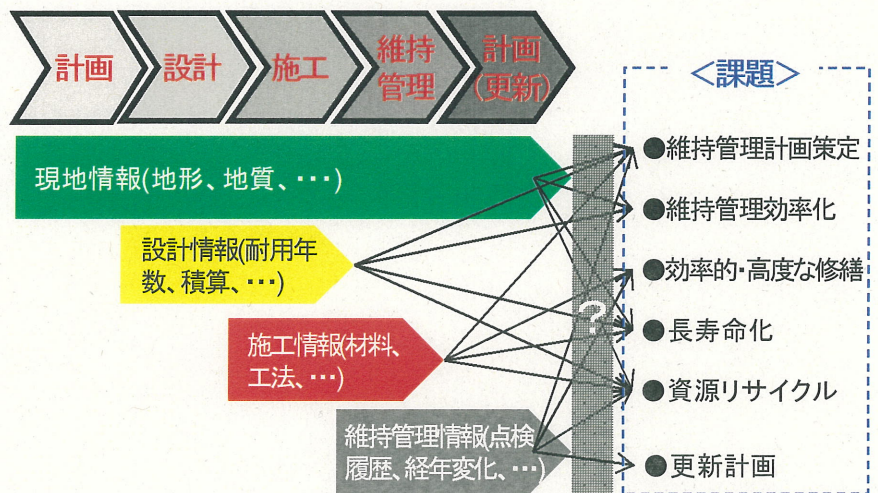 計画
設計
施工
維持
管理
計画
(更新)
<課題>
現地情報(地形、地質、･･･)
設計情報(耐用年
数、積算、･･･)
施工情報(材料、
工法、･･･)
維持管理情報(点検
履歴、経年変化、･･･)
?
●維持管理計画策定
●維持管理効率化
●効率的･高度な修繕
●長寿命化
●資源リサイクル
●更新計画